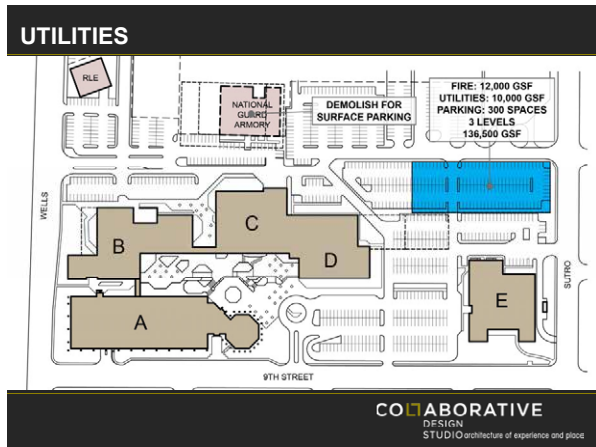 UTILITIES
RLE
NATIONAL
GUARD
ARMORY
DEMOLISH FOR
SURFACE PARKING
FIRE: 12,000 GSF
UTILITIES: 10,000 GSF
PARKING: 300 SPACES
3 LEVELS
136,500 GSF
WELLS
B
C
D
A
E
SUTRO
9TH STREET
COLLABORATIVE
DESIGN
STUDIO architecture of experience and place